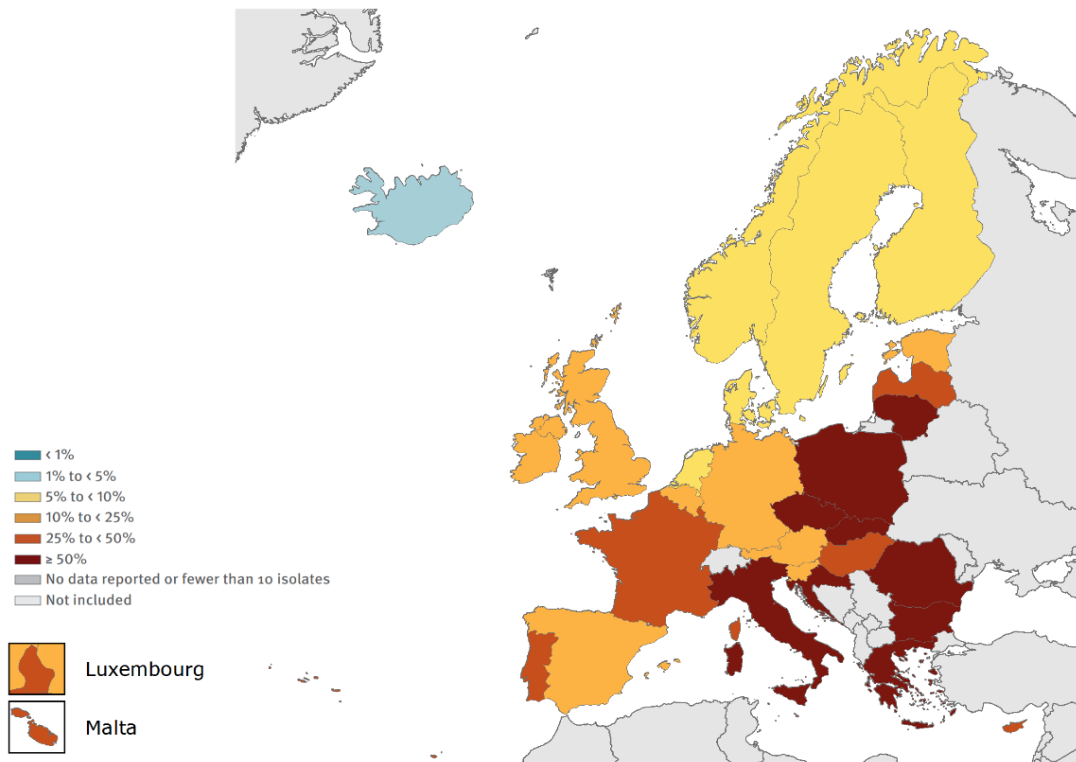 < 1%
1% to < 5%
5% to < 10%
10% to < 25%
25% to < 50%
≥ 50%
No data reported or fewer than 10 isolates
Not included
Luxembourg
Malta